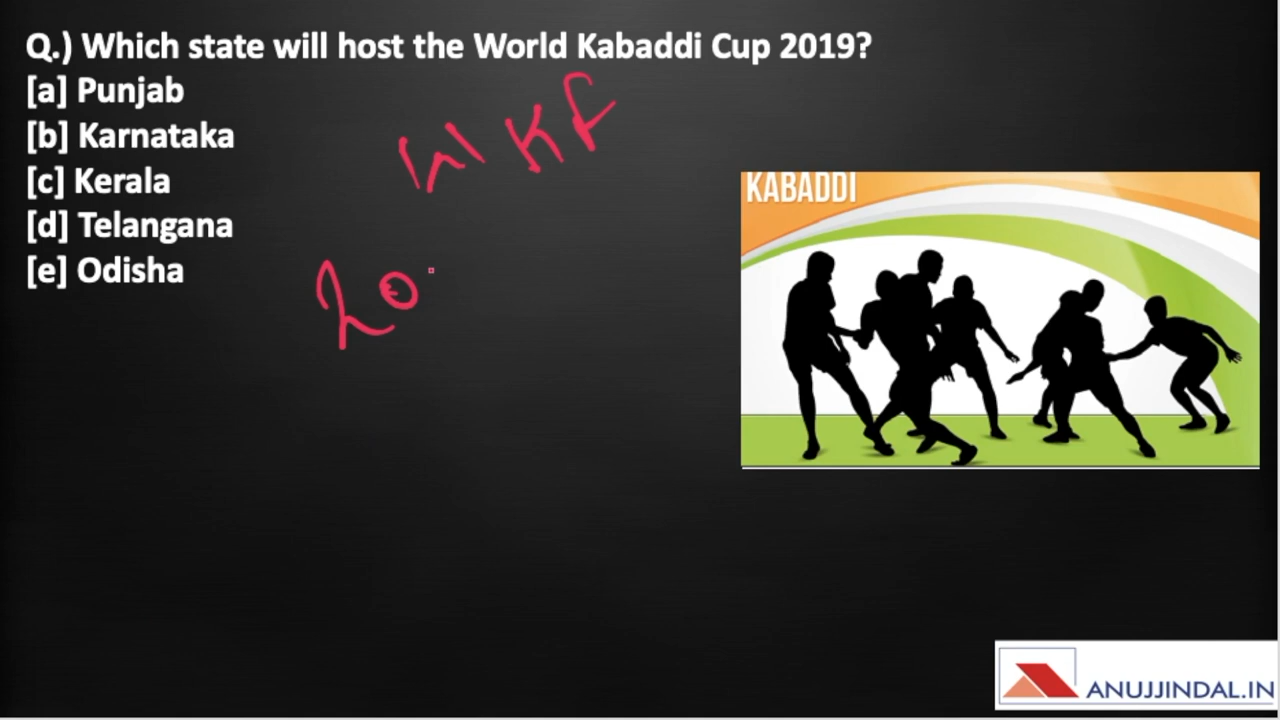 Q.) Which state will host the World Kabaddi Cup 2019?
[a] Punjab
[b] Karnataka
[c] Kerala
[d] Telangana
[e] Odisha
WKF
20
KABADDI
ANUJJINDAL.IN